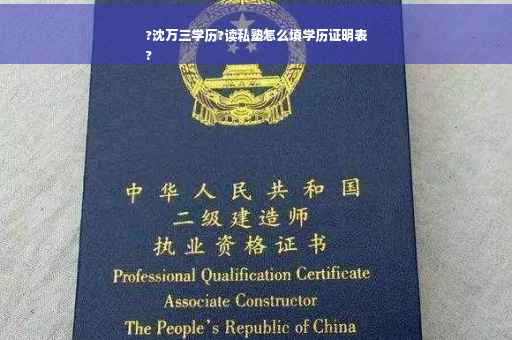 ?沈万三学历?读私塾怎么填学历证明表
?
中华人民共和国
二级建造师
执业资格证书
Professional Qualification Certificate
Associate Constructor
The People's Republic of China